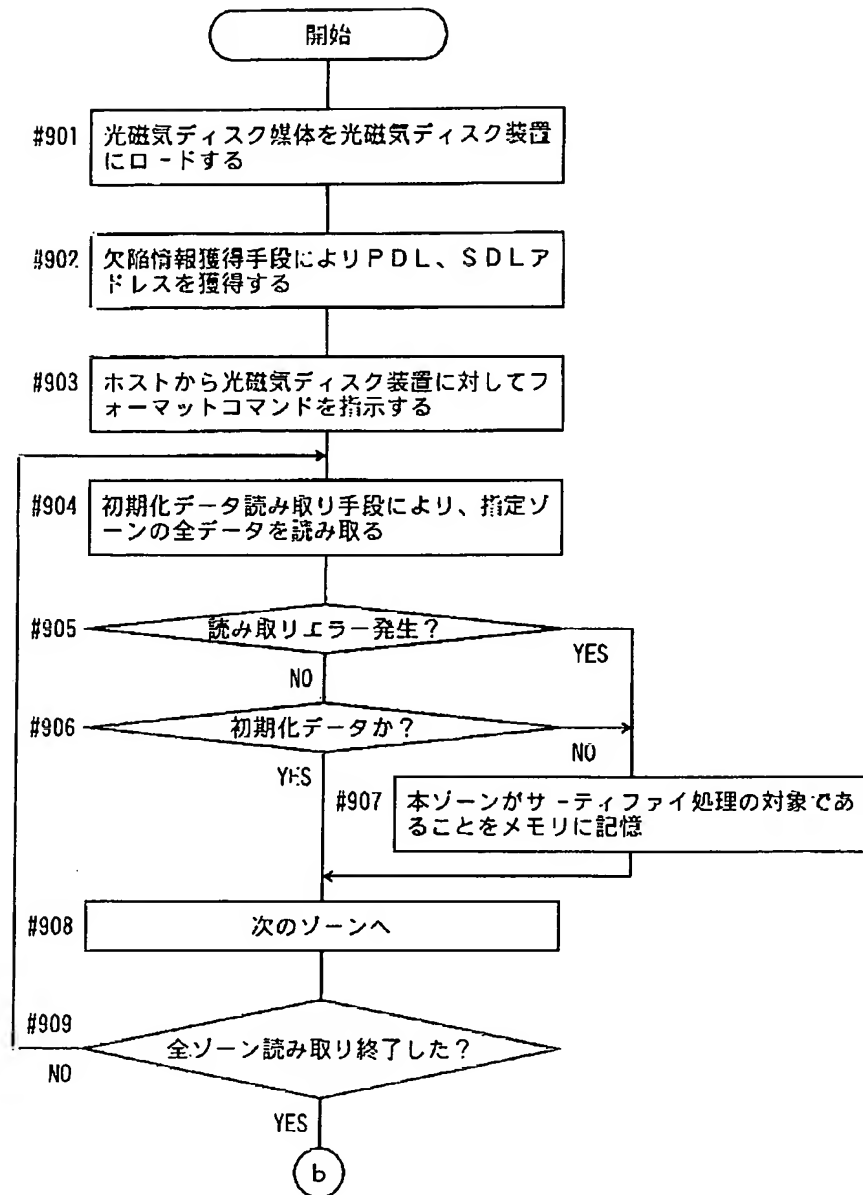 開始
#901
光磁気ディスク媒体を光磁気ディスク装置
にロードする
#902
欠陥情報獲得手段によりPDL、SDLア
ドレスを獲得する
#903
ホストから光磁気ディスク装置に対してフ
ォーマットコマンドを指示する
#904
初期化データ読み取り手段により、指定ゾ
ーンの全データを読み取る
#905
読み取りエラー発生?
YES
NO
#906
初期化データか?
NO
YES
#907
本ゾーンがサーティファイ処理の対象であ
ることをメモリに記憶
#908
次のゾーンへ
#909
全ゾーン読み取り終了した?
NO
YES
b